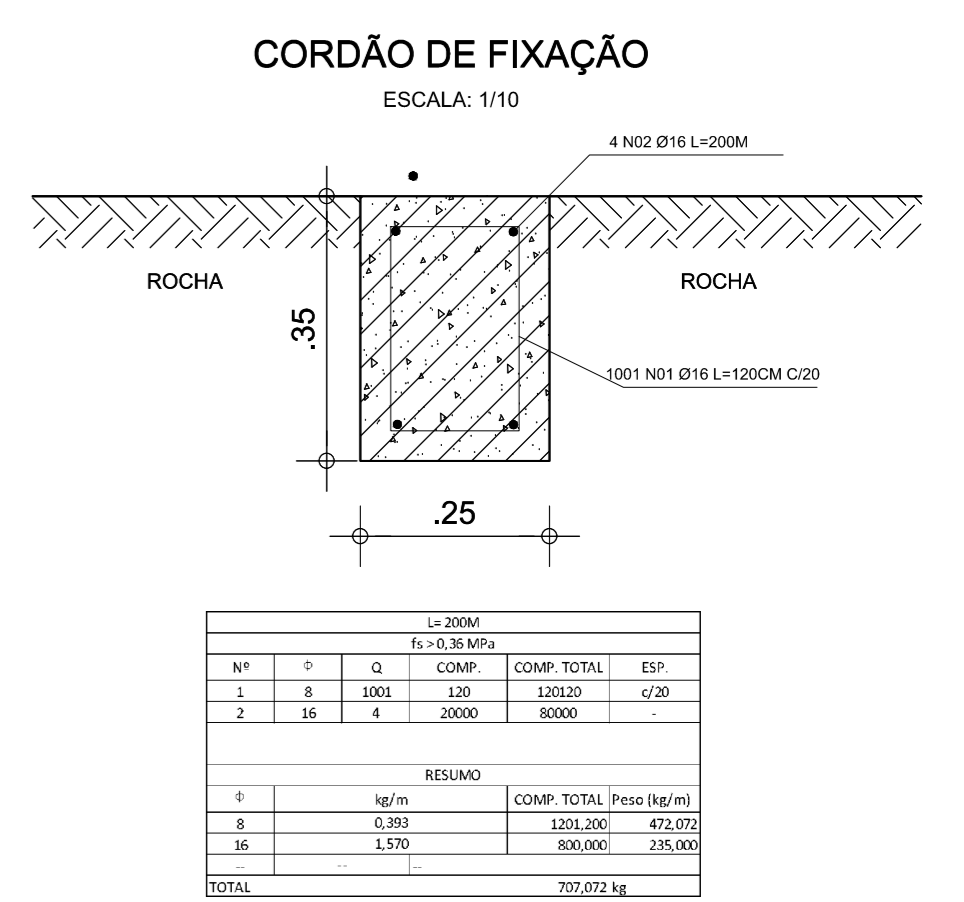 CORDÃO DE FIXAÇÃO
ESCALA: 1/10
4 N02 Ø16 L=200M
ROCHA
ROCHA
.35
1001 N01 Ø16 L=120CM C/20
.25
L= 200M
fs > 0,36 MPa
Nº Φ Q COMP. COMP. TOTAL ESP.
1 8 1001 120 120120 c/20
2 16 4 20000 80000 -
RESUMO
Φ kg/m COMP. TOTAL Peso (kg/m)
8 0,393 1201,200 472,072
16 1,570 800,000 235,000
-- -- --
TOTAL 707,072 kg